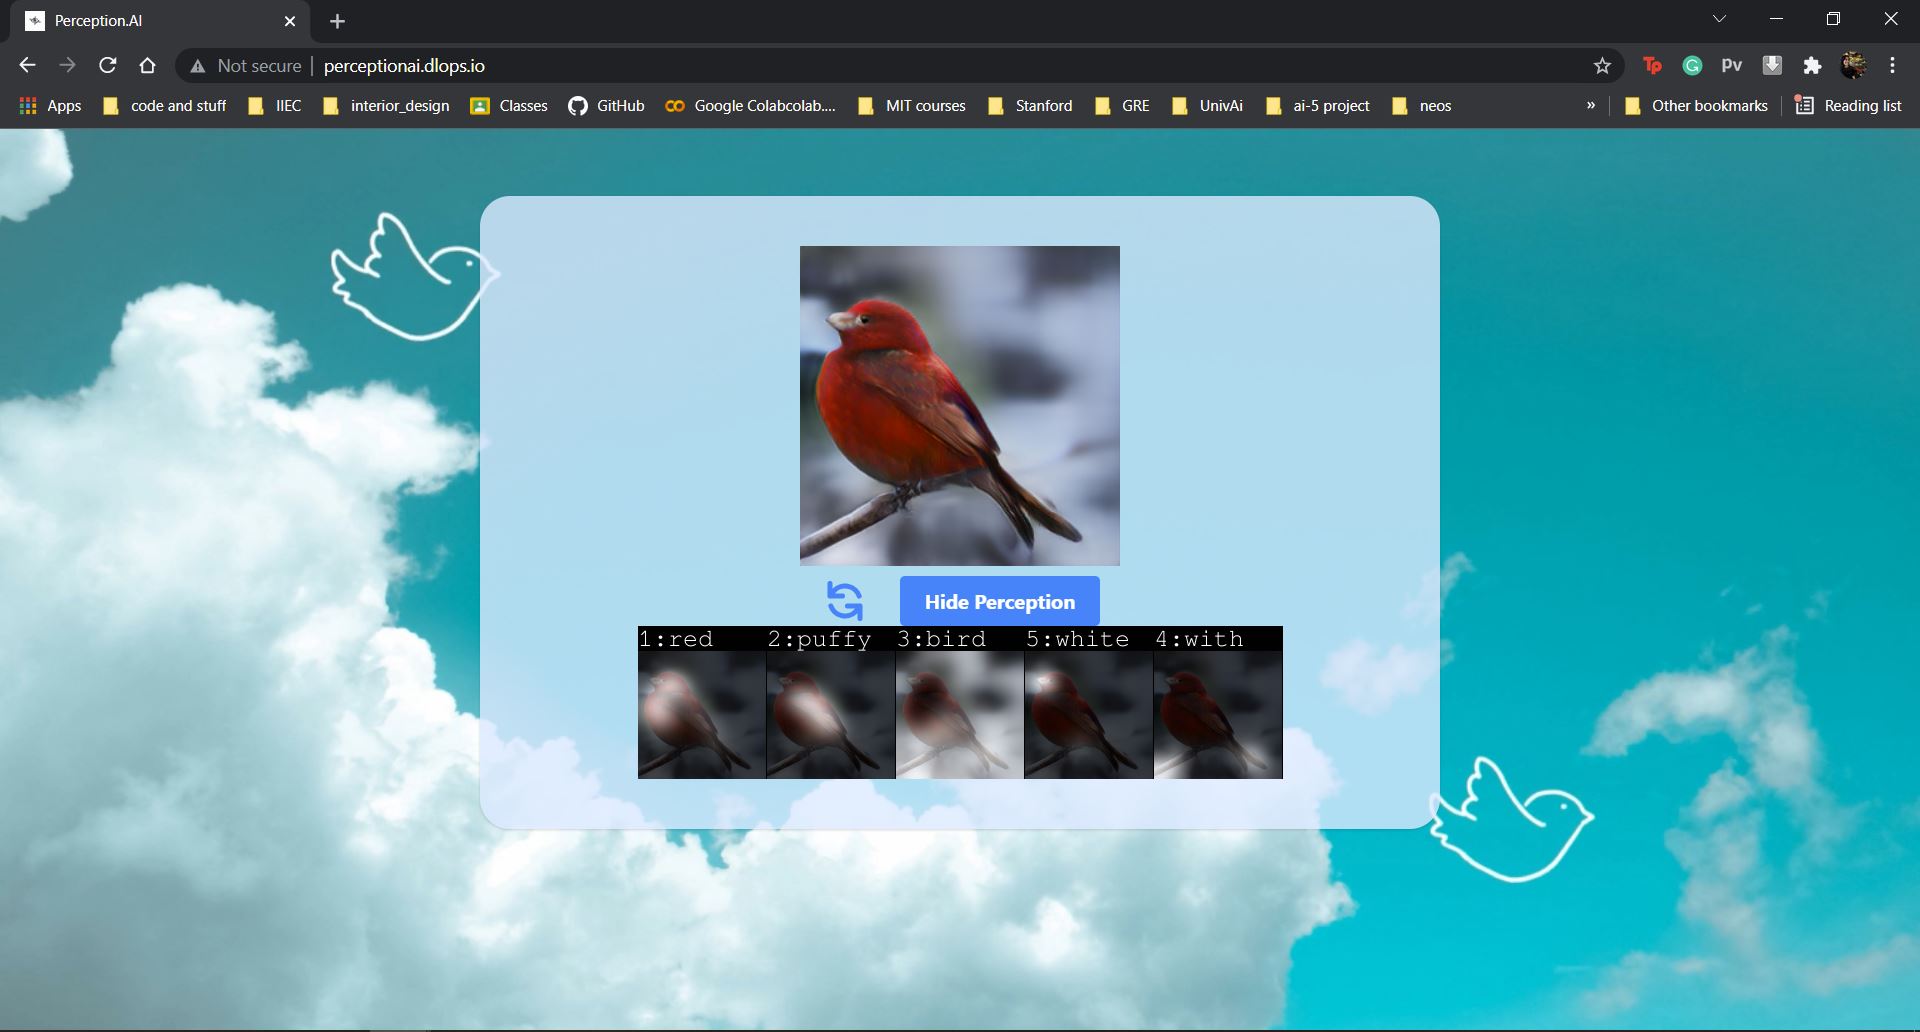 Perception.AI
Not secure perceptionai.dlops.io
Tp G pv
Apps code and stuff IIEC interior_design Classes GitHub Google Colabcolab.... MIT courses Stanford GRE UnivAi ai-5 project neos » Other bookmarks Reading list
Hide Perception
1:red 2:puffy 3:bird 5:white 4:with